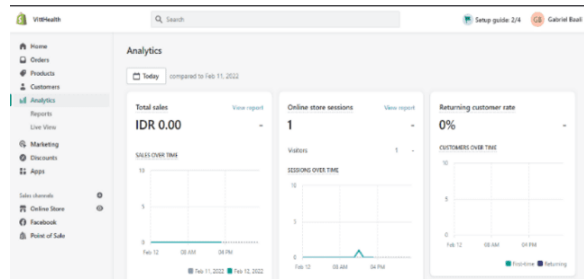 VittHealth
Search
Setup guide 2/4
GB
Home
Orders
Products
Customers
Analytics
Reports
Live View
Marketing
Discounts
Apps
Sales channels
Online Store
Facebook
Point of Sale
Analytics
Today compared to Feb 11, 2022
Total sales View report
IDR 0.00 -
SALES OVER TIME
10
5
0
Feb 12 08 AM 04 PM
Feb 11, 2022 Feb 12, 2022
Online store sessions View report
1 -
Visitors 1 -
SESSIONS OVER TIME
10
5
0
Feb 12 08 AM 04 PM
Returning customer rate
0% -
CUSTOMERS OVER TIME
10
5
0
Feb 12 08 AM 04 PM
First-time Returning